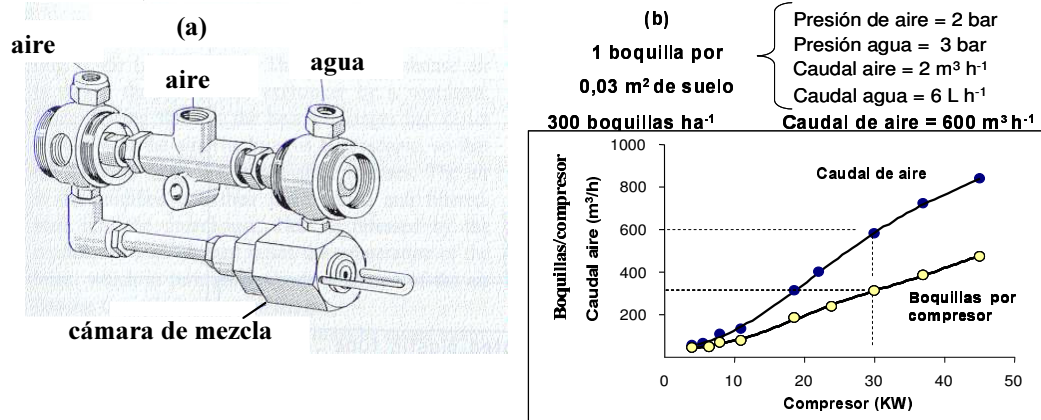 (a)
aire
aire
agua
cámara de mezcla
(b)
1 boquilla por
0,03 m² de suelo
Presión de aire = 2 bar
Presión agua = 3 bar
Caudal aire = 2 m³ h⁻¹
Caudal agua = 6 L h⁻¹
300 boquillas ha⁻¹
Caudal de aire = 600 m³ h⁻¹
Boquillas/compresor
Caudal aire (m³/h)
1000
800
600
400
200
0
10
20
30
40
50
Caudal de aire
Boquillas por
compresor
Compresor (KW)